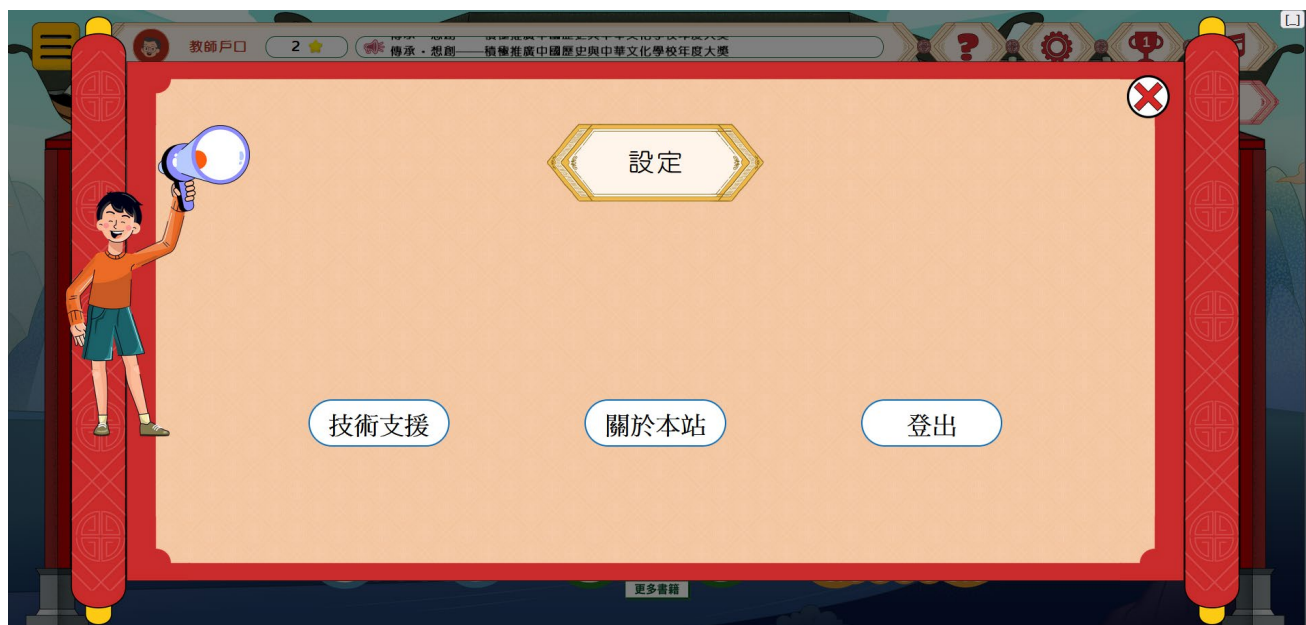 教師戶口
2
傳承・想創——積極推廣中國歷史與中華文化學校年度大獎
設定
技術支援
關於本站
登出
更多書籍